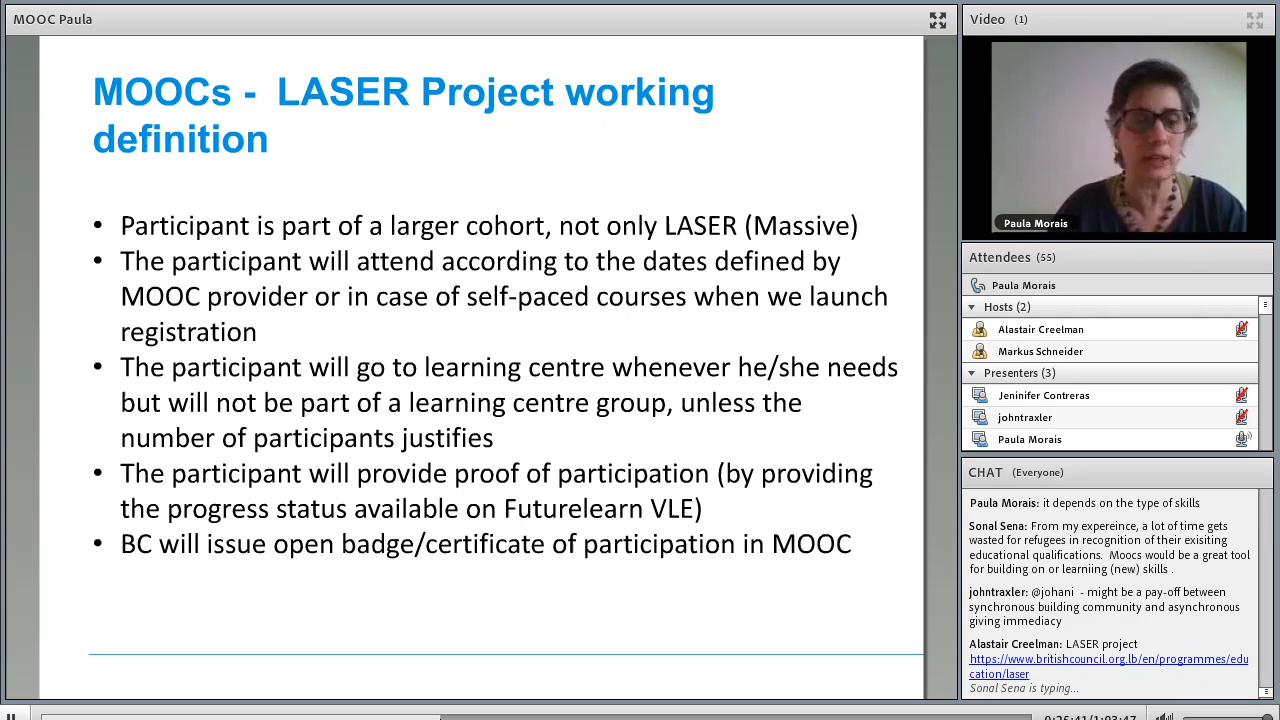 MOOC Paula
MOOCs - LASER Project working
definition
• Participant is part of a larger cohort, not only LASER (Massive)
• The participant will attend according to the dates defined by
MOOC provider or in case of self-paced courses when we launch
registration
• The participant will go to learning centre whenever he/she needs
but will not be part of a learning centre group, unless the
number of participants justifies
• The participant will provide proof of participation (by providing
the progress status available on Futurelearn VLE)
• BC will issue open badge/certificate of participation in MOOC
Video (1)
Paula Morais
Attendees (55)
Paula Morais
Hosts (2)
Alastair Creelman
Markus Schneider
Presenters (3)
Jeninifer Contreras
johntraxler
Paula Morais
CHAT (Everyone)
Paula Morais: it depends on the type of skills
Sonal Sena: From my expereince, a lot of time gets
wasted for refugees in recognition of their exisiting
educational qualifications. Moocs would be a great tool
for building on or learniing (new) skills .
johntraxler: @johani - might be a pay-off between
synchronous building community and asynchronous
giving immediacy
Alastair Creelman: LASER project
https://www.britishcouncil.org.lb/en/programmes/edu
cation/laser
Sonal Sena is typing...
0:26:41/1:03:47